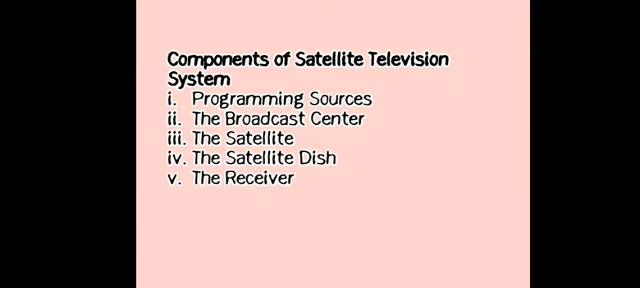 Components of Satellite Television
System
i. Programming Sources
ii. The Broadcast Center
iii. The Satellite
iv. The Satellite Dish
v. The Receiver